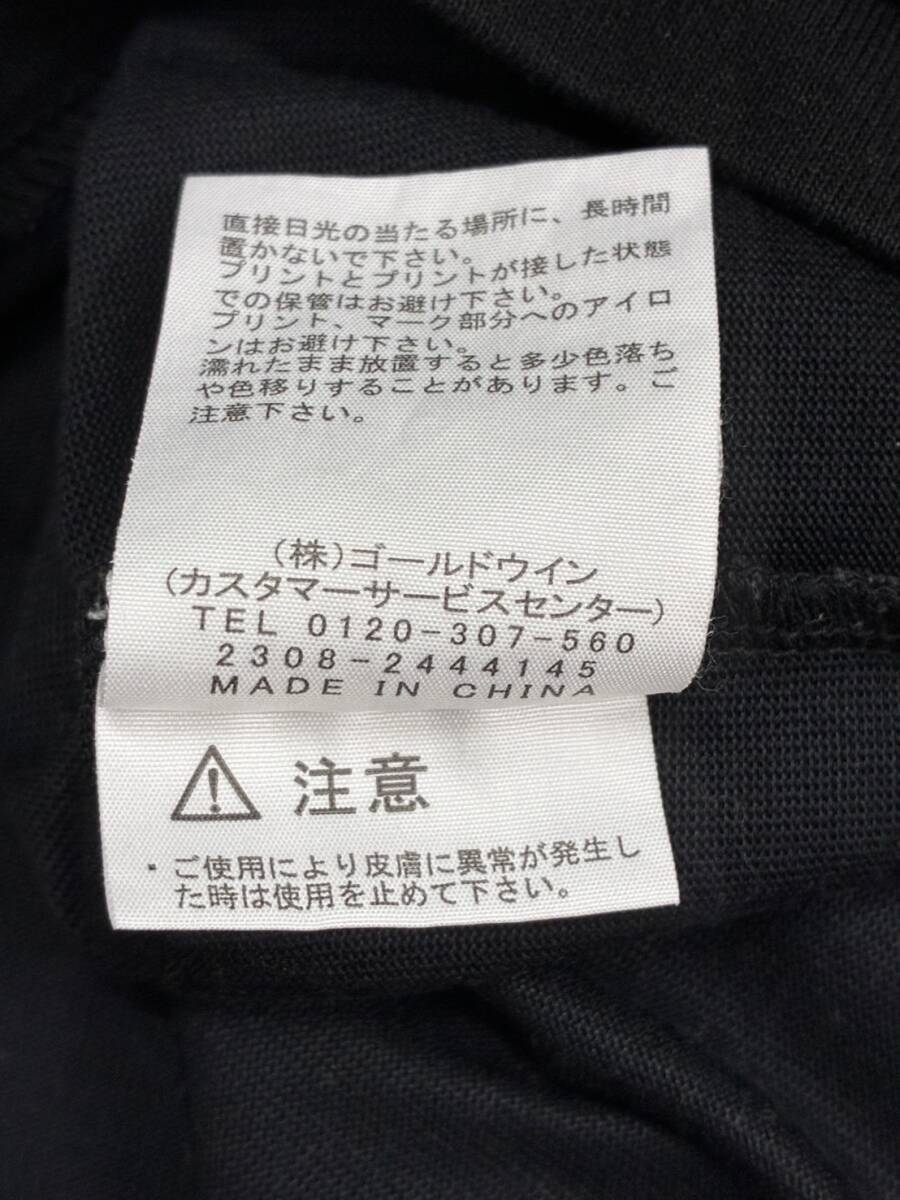 直接日光の当たる場所に、長時間
置かないで下さい。
プリントとプリントが接した状態
での保管はお避け下さい。
プリント、マーク部分へのアイロ
ンはお避け下さい。
濡れたまま放置すると多少色落ち
や色移りすることがあります。ご
注意下さい。
(株)ゴールドウイン
(カスタマーサービスセンター)
TEL 0120-307-560
2308-2444145
MADE IN CHINA
注意
・ご使用により皮膚に異常が発生し
た時は使用を止めて下さい。